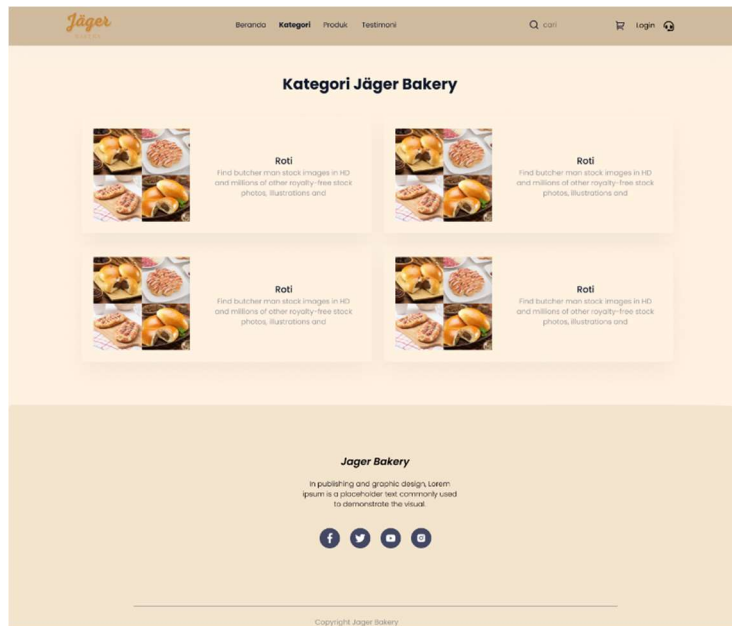 Jäger
BAKERY
Beranda Kategori Produk Testimoni
cari
Login
Kategori Jäger Bakery
Roti
Find butcher man stock images in HD
and millions of other royalty-free stock
photos, illustrations and
Roti
Find butcher man stock images in HD
and millions of other royalty-free stock
photos, illustrations and
Roti
Find butcher man stock images in HD
and millions of other royalty-free stock
photos, illustrations and
Roti
Find butcher man stock images in HD
and millions of other royalty-free stock
photos, illustrations and
Jager Bakery
In publishing and graphic design, Lorem
ipsum is a placeholder text commonly used
to demonstrate the visual.
Copyright Jager Bakery